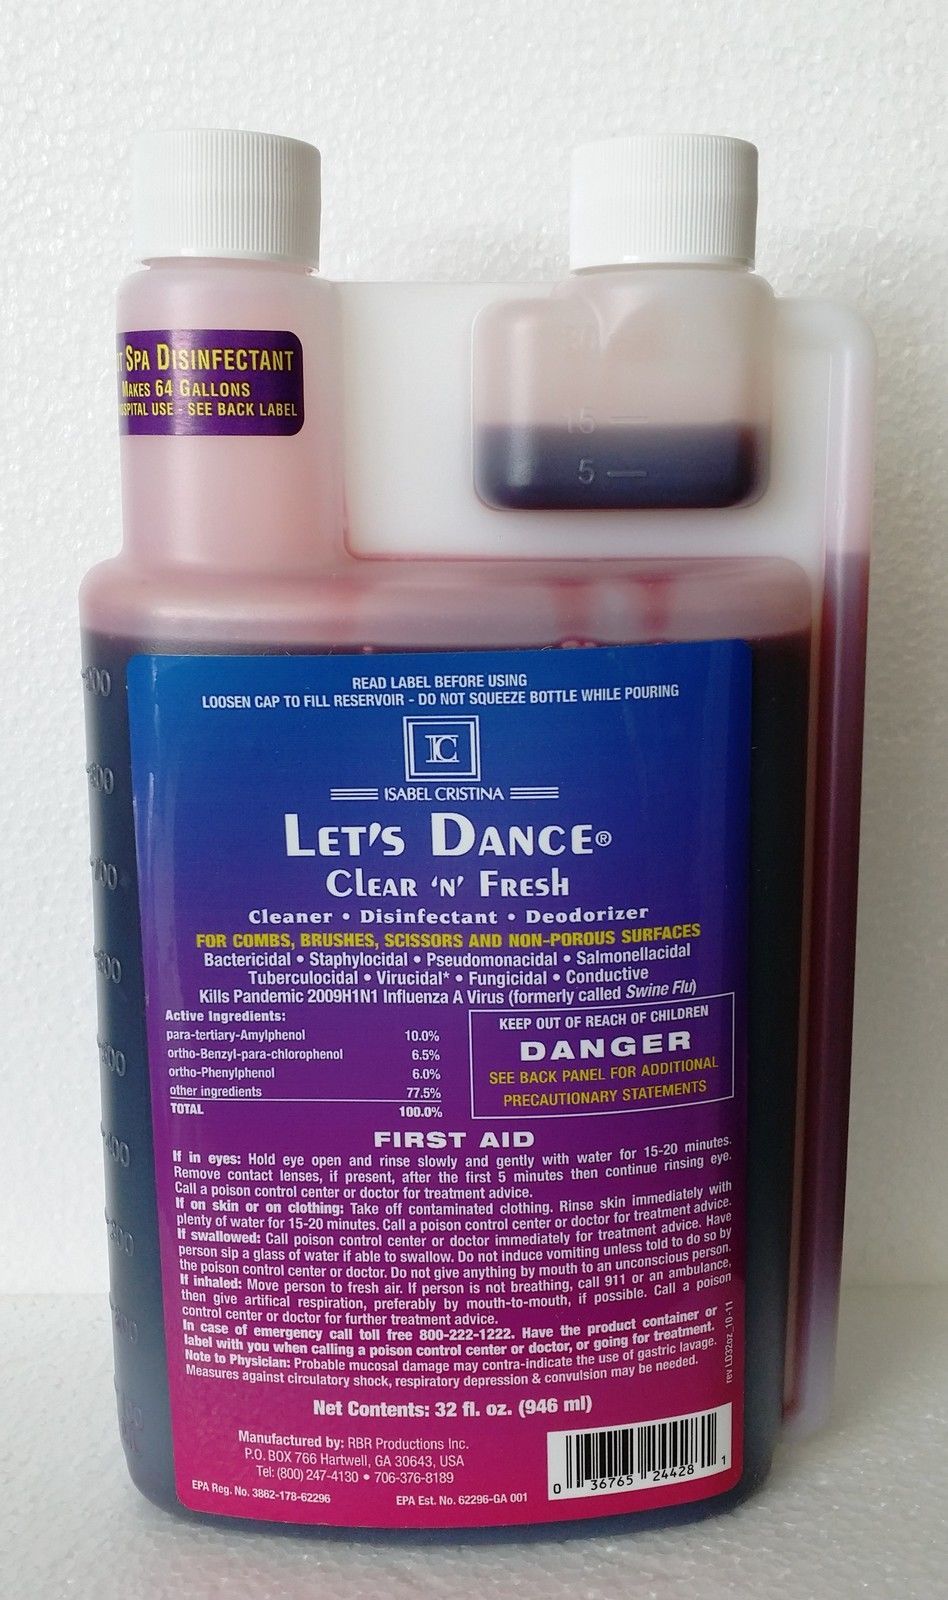 SPA DISINFECTANT
MAKES 64 GALLONS
USE - SEE BACK LABEL
15
5
READ LABEL BEFORE USING
LOOSEN CAP TO FILL RESERVOIR - DO NOT SQUEEZE BOTTLE WHILE POURING
IC
ISABEL CRISTINA
LET'S DANCE®
CLEAR 'N' FRESH
Cleaner • Disinfectant • Deodorizer
FOR COMBS, BRUSHES, SCISSORS AND NON-POROUS SURFACES
Bactericidal • Staphylocidal • Pseudomonacidal • Salmonellacidal
Tuberculocidal • Virucidal* • Fungicidal • Conductive
Kills Pandemic 2009H1N1 Influenza A Virus (formerly called Swine Flu)
Active Ingredients:
para-tertiary-Amylphenol 10.0%
ortho-Benzyl-para-chlorophenol 6.5%
ortho-Phenylphenol 6.0%
other ingredients 77.5%
TOTAL 100.0%
KEEP OUT OF REACH OF CHILDREN
DANGER
SEE BACK PANEL FOR ADDITIONAL
PRECAUTIONARY STATEMENTS
FIRST AID
If in eyes: Hold eye open and rinse slowly and gently with water for 15-20 minutes.
Remove contact lenses, if present, after the first 5 minutes then continue rinsing eye.
Call a poison control center or doctor for treatment advice.
If on skin or on clothing: Take off contaminated clothing. Rinse skin immediately with
plenty of water for 15-20 minutes. Call a poison control center or doctor for treatment advice.
If swallowed: Call poison control center or doctor immediately for treatment advice. Have
person sip a glass of water if able to swallow. Do not induce vomiting unless told to do so by
the poison control center or doctor. Do not give anything by mouth to an unconscious person.
If inhaled: Move person to fresh air. If person is not breathing, call 911 or an ambulance,
then give artifical respiration, preferably by mouth-to-mouth, if possible. Call a poison
control center or doctor for further treatment advice.
In case of emergency call toll free 800-222-1222. Have the product container or
label with you when calling a poison control center or doctor, or going for treatment.
Note to Physician: Probable mucosal damage may contra-indicate the use of gastric lavage.
Measures against circulatory shock, respiratory depression & convulsion may be needed.
rev LD32oz_10-11
Net Contents: 32 fl. oz. (946 ml)
Manufactured by: RBR Productions Inc.
P.O. BOX 766 Hartwell, GA 30643, USA
Tel: (800) 247-4130 • 706-376-8189
EPA Reg. No. 3862-178-62296 EPA Est. No. 62296-GA 001
0 36765 24428 1